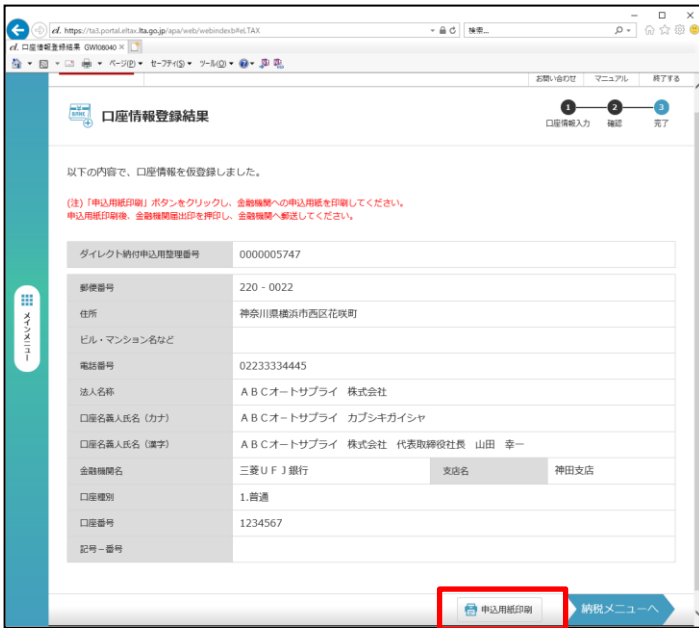 https://ta3.portal.eltax.lta.go.jp/apa/web/webindexb#eLTAX
検索...
口座情報登録結果 GWI08040
ページ(P) セーフティ(S) ツール(O)
お問い合わせ マニュアル 終了する
口座情報登録結果
1 2 3
口座情報入力 確認 完了
以下の内容で、口座情報を仮登録しました。
(注)「申込用紙印刷」ボタンをクリックし、金融機関への申込用紙を印刷してください。
申込用紙印刷後、金融機関届出印を押印し、金融機関へ郵送してください。
ダイレクト納付申込用整理番号 0000005747
郵便番号 220 - 0022
住所 神奈川県横浜市西区花咲町
ビル・マンション名など
電話番号 02233334445
法人名称 ABCオートサプライ 株式会社
口座名義人氏名(カナ) ABCオートサプライ カブシキガイシャ
口座名義人氏名(漢字) ABCオートサプライ 株式会社 代表取締役社長 山田 幸一
金融機関名 三菱UFJ銀行 支店名 神田支店
口座種別 1.普通
口座番号 1234567
記号-番号
メインメニュー
申込用紙印刷 納税メニューへ